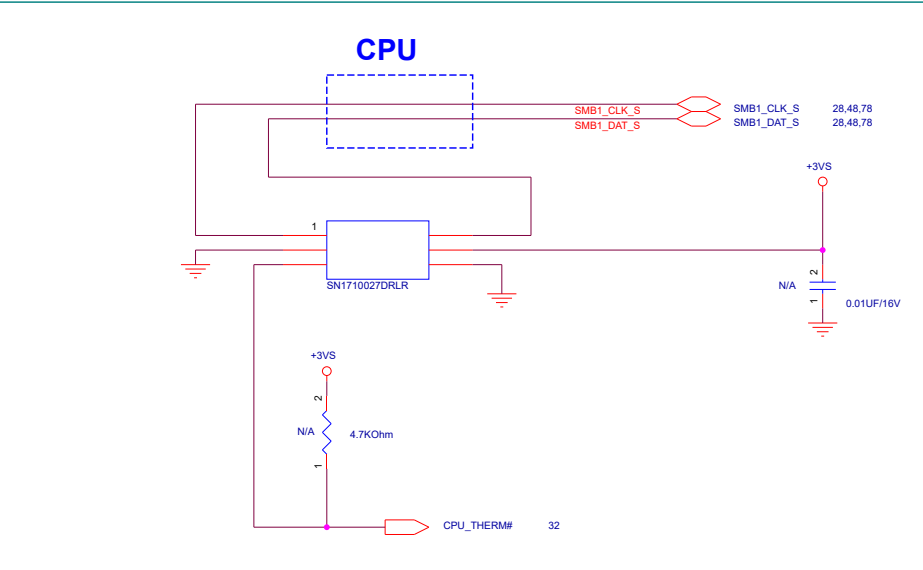 CPU
SMB1_CLK_S SMB1_CLK_S 28,48,78
SMB1_DAT_S SMB1_DAT_S 28,48,78
+3VS
1
SN1710027DRLR
2
N/A
1
0.01UF/16V
+3VS
2
N/A 4.7KOhm
1
CPU_THERM# 32